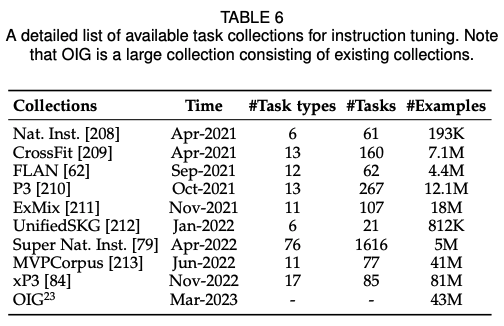 TABLE 6
A detailed list of available task collections for instruction tuning. Note
that OIG is a large collection consisting of existing collections.
Collections Time #Task types #Tasks #Examples
Nat. Inst. [208] Apr-2021 6 61 193K
CrossFit [209] Apr-2021 13 160 7.1M
FLAN [62] Sep-2021 12 62 4.4M
P3 [210] Oct-2021 13 267 12.1M
ExMix [211] Nov-2021 11 107 18M
UnifiedSKG [212] Jan-2022 6 21 812K
Super Nat. Inst. [79] Apr-2022 76 1616 5M
MVPCorpus [213] Jun-2022 11 77 41M
xP3 [84] Nov-2022 17 85 81M
OIG²³ Mar-2023 - - 43M